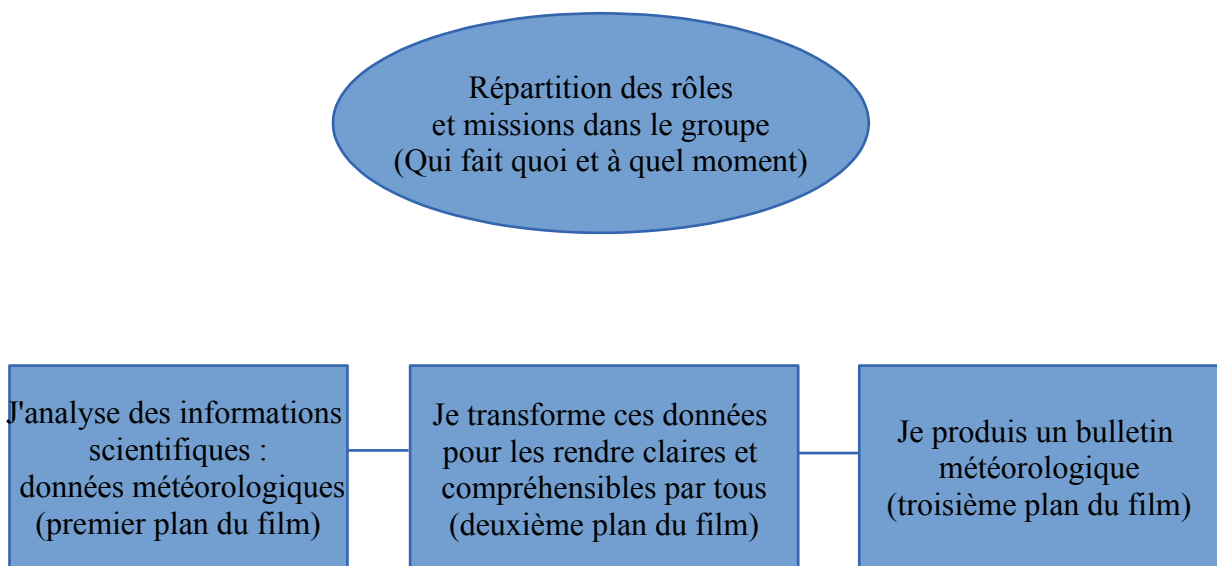 Répartition des rôles
et missions dans le groupe
(Qui fait quoi et à quel moment)
J'analyse des informations
scientifiques :
données météorologiques
(premier plan du film)
Je transforme ces données
pour les rendre claires et
compréhensibles par tous
(deuxième plan du film)
Je produis un bulletin
météorologique
(troisième plan du film)